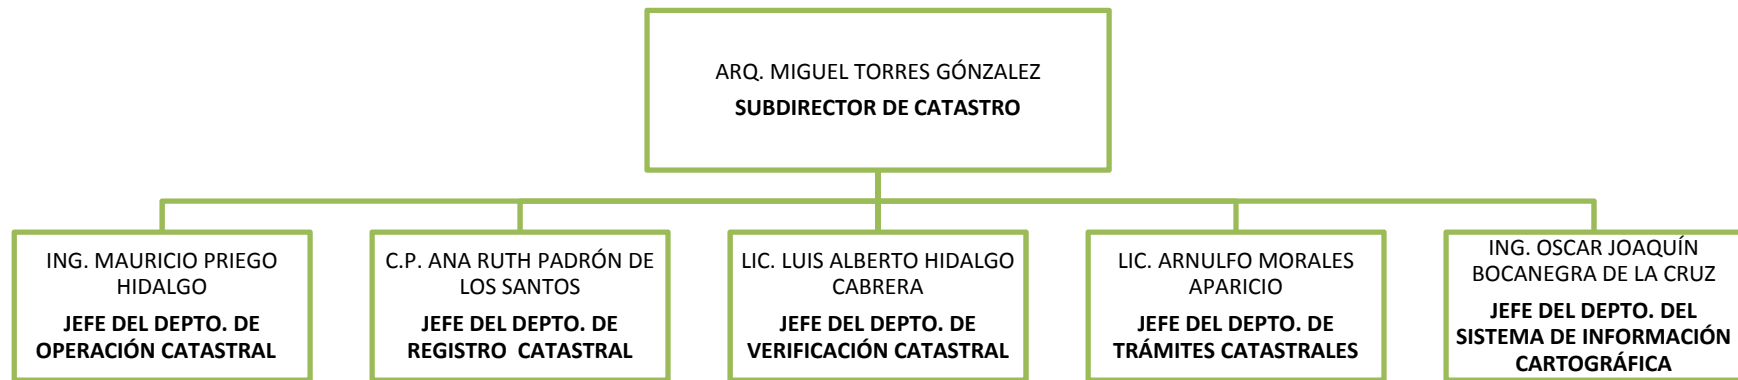 ARQ. MIGUEL TORRES GÓNZALEZ
SUBDIRECTOR DE CATASTRO
ING. MAURICIO PRIEGO
HIDALGO
JEFE DEL DEPTO. DE
OPERACIÓN CATASTRAL
C.P. ANA RUTH PADRÓN DE
LOS SANTOS
JEFE DEL DEPTO. DE
REGISTRO CATASTRAL
LIC. LUIS ALBERTO HIDALGO
CABRERA
JEFE DEL DEPTO. DE
VERIFICACIÓN CATASTRAL
LIC. ARNULFO MORALES
APARICIO
JEFE DEL DEPTO. DE
TRÁMITES CATASTRALES
ING. OSCAR JOAQUÍN
BOCANEGRA DE LA CRUZ
JEFE DEL DEPTO. DEL
SISTEMA DE INFORMACIÓN
CARTOGRÁFICA